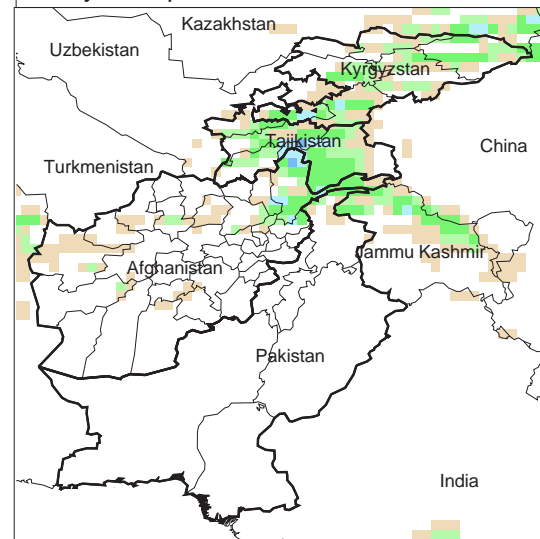 Kazakhstan
Uzbekistan
Kyrgyzstan
Tajikistan
China
Turkmenistan
Jammu Kashmir
Afghanistan
Pakistan
India